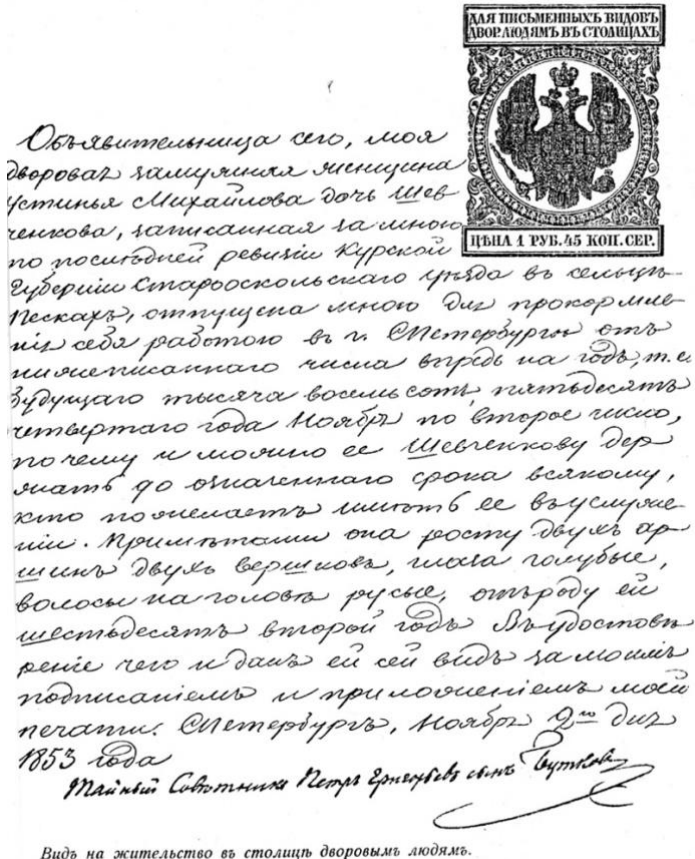 ДЛЯ ПИСЬМЕННЫХЪ ВИДОВЪ
ДВОР. ЛЮДЯМЪ ВЪ СТОЛИЦАХЪ
ЦѢНА 1 РУБ. 45 КОП. СЕР.
Объявительница сего, моя
дворовая замужняя женщина
Устинья Михайлова дочь Шев-
ченкова, записанная за мною
по послѣдней ревизіи Курской
Губерніи Старооскольскаго уѣзда въ сельцѣ
Пескахъ, отпущена мною для прокормле-
нія себя работою въ г. СПетербургѣ отъ
нижеписаннаго числа впредь на годъ, т. е.
будущаго тысяча восемьсотъ пятьдесятъ
четвертаго года Ноября по второе число,
почему и можно ее Шевченкову дер
жать до означеннаго срока всякому,
кто пожелаетъ имѣть ее въ услуже-
ніи. Примѣтами она росту двухъ ар-
шинъ двухъ вершковъ, глаза голубые,
волосы на головѣ русые, отъ роду ей
шестьдесятъ второй годъ. Въ удостовѣ
реніе чего и данъ ей сей видъ за моимъ
подписаніемъ и приложеніемъ моей
печати. СПетербургъ, Ноября 2го дня
1853 года
Тайный Совѣтникъ Петръ сынъ Бутковъ
Видъ на жительство въ столицѣ дворовымъ людямъ.